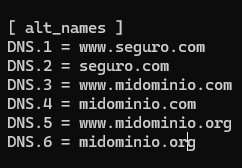 [ alt_names ]
DNS.1 = www.seguro.com
DNS.2 = seguro.com
DNS.3 = www.midominio.com
DNS.4 = midominio.com
DNS.5 = www.midominio.org
DNS.6 = midominio.org